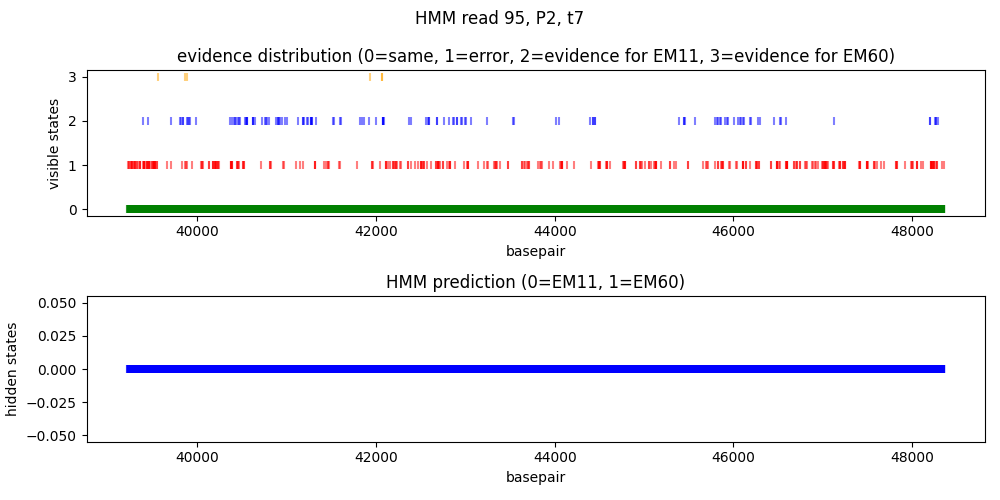 HMM read 95, P2, t7
evidence distribution (0=same, 1=error, 2=evidence for EM11, 3=evidence for EM60)
visible states
3
2
1
0
40000 42000 44000 46000 48000
basepair
HMM prediction (0=EM11, 1=EM60)
hidden states
0.050
0.025
0.000
−0.025
−0.050
40000 42000 44000 46000 48000
basepair